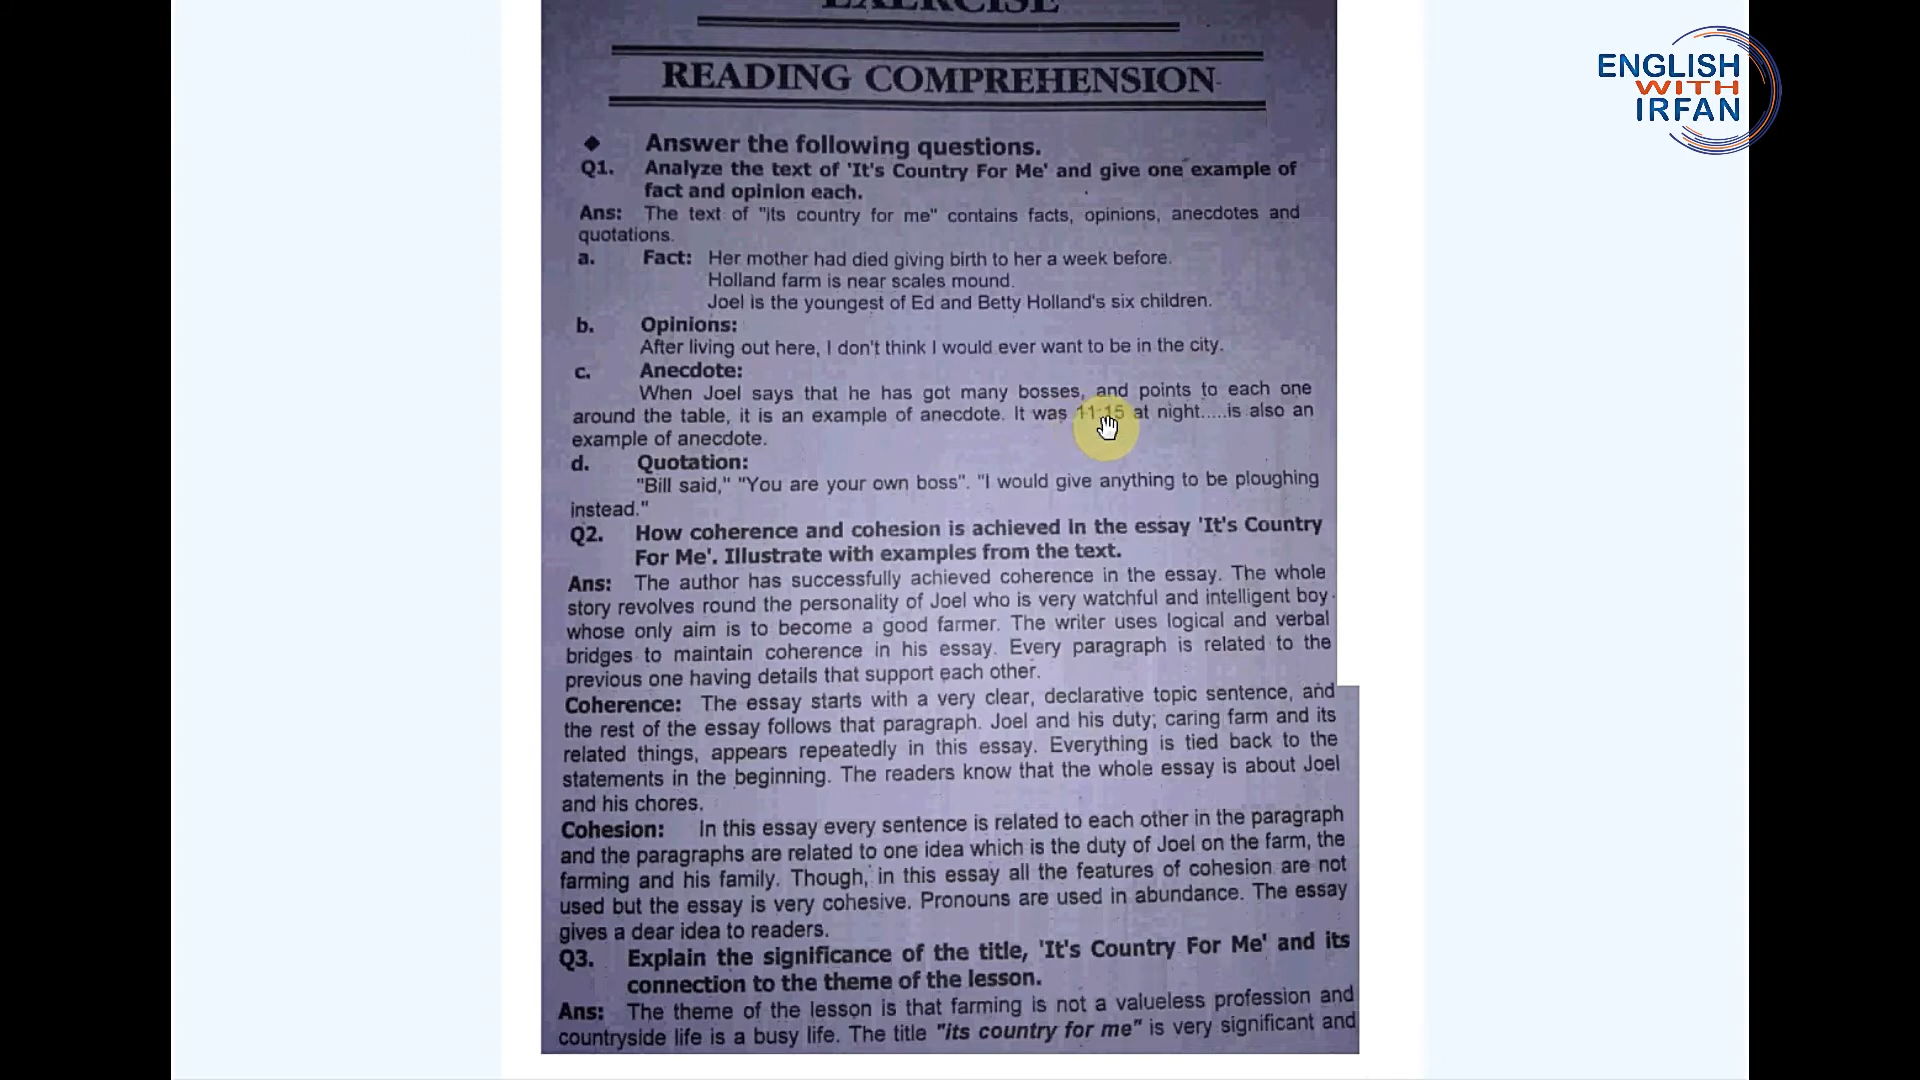 EXERCISE
READING COMPREHENSION
ENGLISH
WITH
IRFAN
◆ Answer the following questions.
Q1. Analyze the text of 'It's Country For Me' and give one example of
fact and opinion each.
Ans: The text of "its country for me" contains facts, opinions, anecdotes and
quotations.
a. Fact: Her mother had died giving birth to her a week before.
Holland farm is near scales mound.
Joel is the youngest of Ed and Betty Holland's six children.
b. Opinions:
After living out here, I don't think I would ever want to be in the city.
c. Anecdote:
When Joel says that he has got many bosses, and points to each one
around the table, it is an example of anecdote. It was 11:15 at night.....is also an
example of anecdote.
d. Quotation:
"Bill said," "You are your own boss". "I would give anything to be ploughing
instead."
Q2. How coherence and cohesion is achieved in the essay 'It's Country
For Me'. Illustrate with examples from the text.
Ans: The author has successfully achieved coherence in the essay. The whole
story revolves round the personality of Joel who is very watchful and intelligent boy
whose only aim is to become a good farmer. The writer uses logical and verbal
bridges to maintain coherence in his essay. Every paragraph is related to the
previous one having details that support each other.
Coherence: The essay starts with a very clear, declarative topic sentence, and
the rest of the essay follows that paragraph. Joel and his duty; caring farm and its
related things, appears repeatedly in this essay. Everything is tied back to the
statements in the beginning. The readers know that the whole essay is about Joel
and his chores.
Cohesion: In this essay every sentence is related to each other in the paragraph
and the paragraphs are related to one idea which is the duty of Joel on the farm, the
farming and his family. Though, in this essay all the features of cohesion are not
used but the essay is very cohesive. Pronouns are used in abundance. The essay
gives a dear idea to readers.
Q3. Explain the significance of the title, 'It's Country For Me' and its
connection to the theme of the lesson.
Ans: The theme of the lesson is that farming is not a valueless profession and
countryside life is a busy life. The title "its country for me" is very significant and